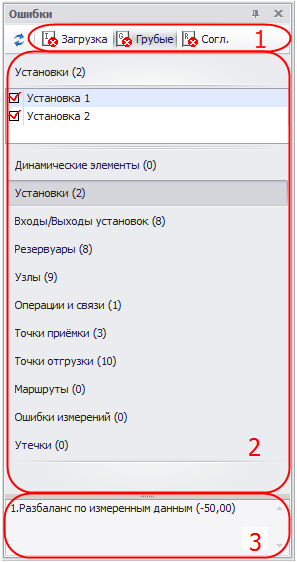 Ошибки
Загрузка Грубые Согл. 1
Установки (2)
Установка 1
Установка 2
Динамические элементы (0)
Установки (2)
Входы/Выходы установок (8)
Резервуары (8)
Узлы (9)
Операции и связи (1)
Точки приёмки (3)
Точки отгрузки (10)
Маршруты (0)
Ошибки измерений (0)
Утечки (0)
2
1.Разбаланс по измеренным данным (-50,00)
3